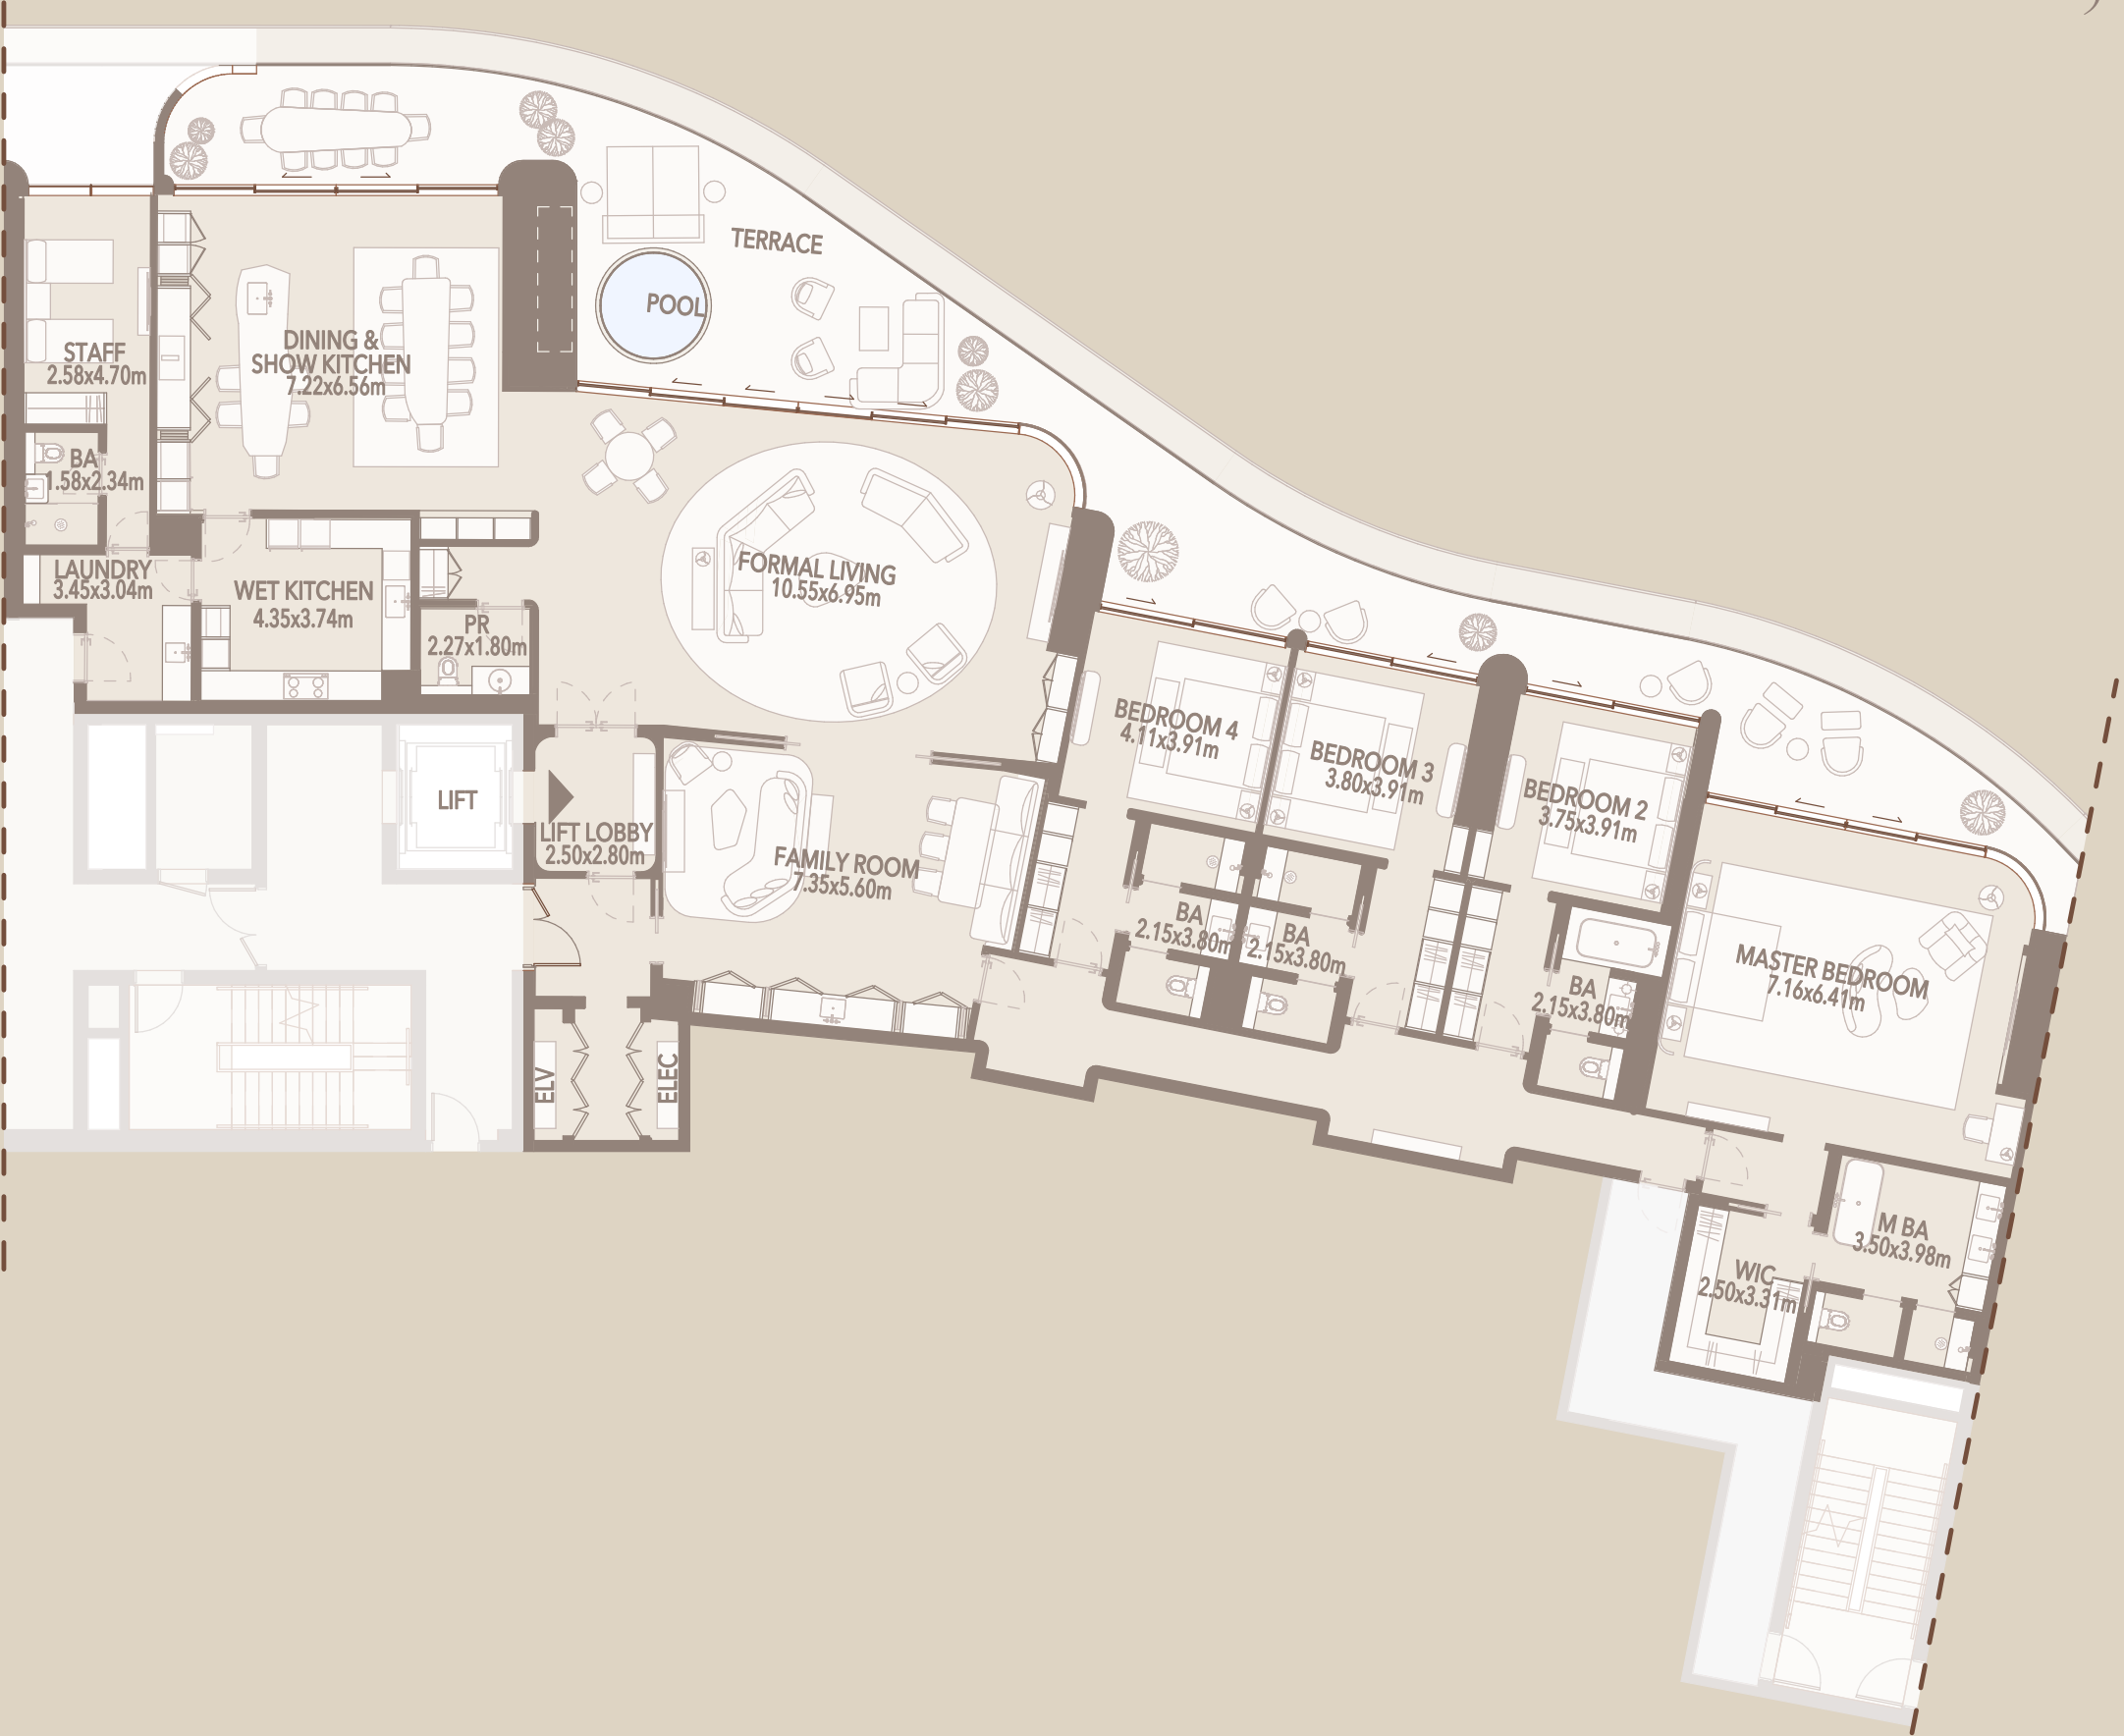 TERRACE
POOL
DINING &
SHOW KITCHEN
7.22x6.56m
STAFF
2.58x4.70m
BA
1.58x2.34m
LAUNDRY
3.45x3.04m
WET KITCHEN
4.35x3.74m
PR
2.27x1.80m
FORMAL LIVING
10.55x6.95m
LIFT
LIFT LOBBY
2.50x2.80m
FAMILY ROOM
7.35x5.60m
BEDROOM 4
4.11x3.91m
BEDROOM 3
3.80x3.91m
BEDROOM 2
3.75x3.91m
BA
2.15x3.80m
BA
2.15x3.80m
BA
2.15x3.80m
MASTER BEDROOM
7.16x6.41m
ELV
ELEC
M BA
3.50x3.98m
WIC
2.50x3.31m